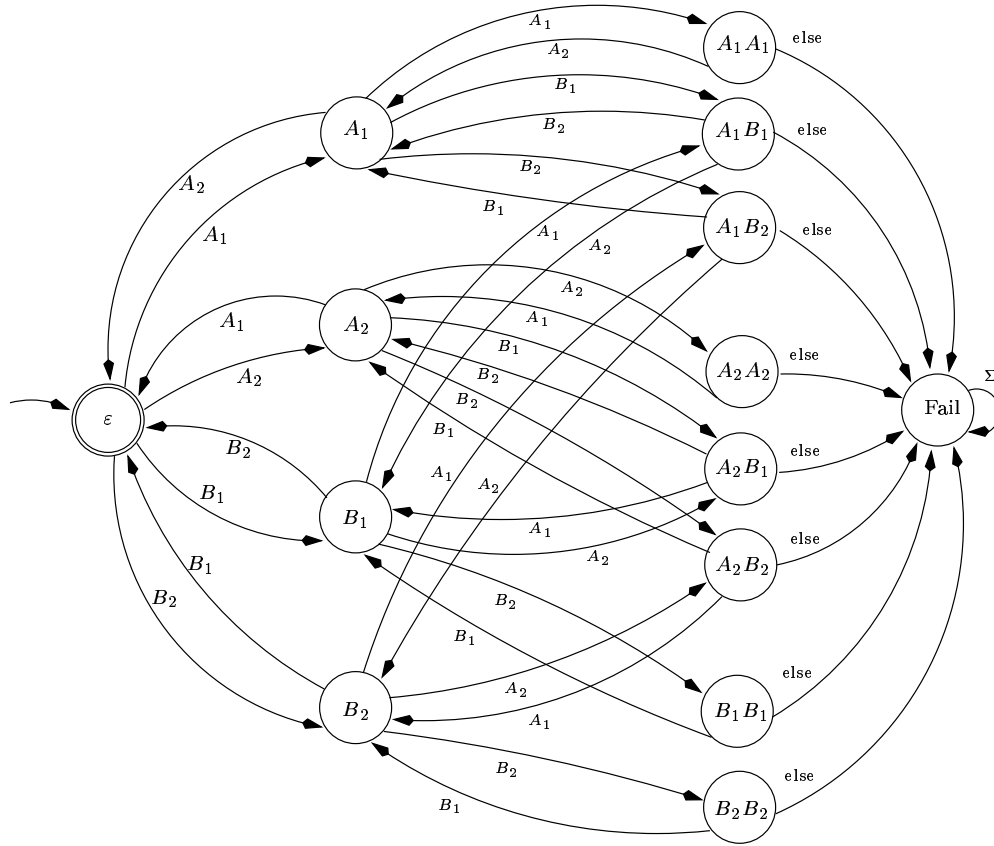 A₁
A₁A₁
else
A₂
B₁
A₁
A₁B₁
else
B₂
B₂
A₂
A₁B₂
else
B₁
A₁
A₁
A₂
A₂
A₁
A₁
A₂
B₁
else
A₂A₂
B₂
A₂
Σ
B₂
ε
Fail
B₁
B₂
else
A₂B₁
A₁
A₂
B₁
B₁
A₁
else
A₂
A₂B₂
B₁
B₂
B₂
B₁
else
A₂
B₂
B₁B₁
A₁
B₂
else
B₁
B₂B₂